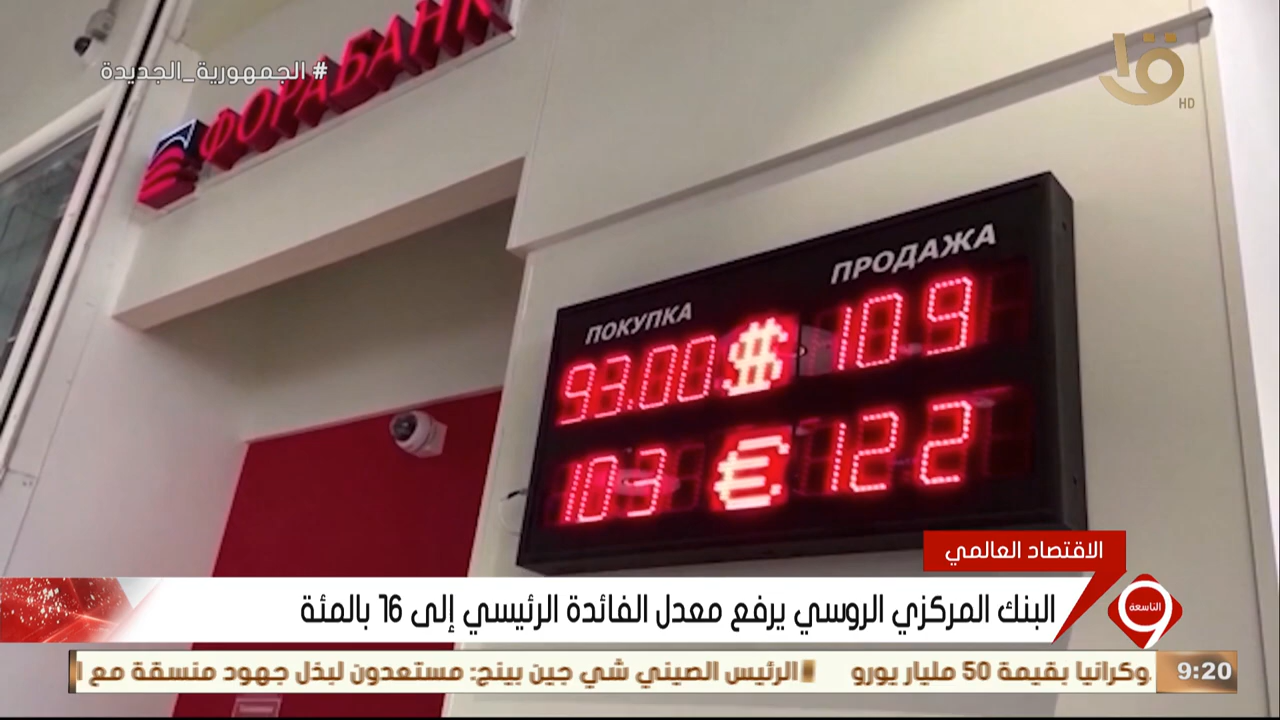 #الجمهورية_الجديدة
HD
ФОРАБАНК
ПОКУПКА ПРОДАЖА
93.00 $ 10.9
103 € 122
الاقتصاد العالمي
البنك المركزي الروسي يرفع معدل الفائدة الرئيسي إلى 16 بالمئة
التاسعة
9
وكرانيا بقيمة 50 مليار يورو الرئيس الصيني شي جين بينج: مستعدون لبذل جهود منسقة مع ا
9:20